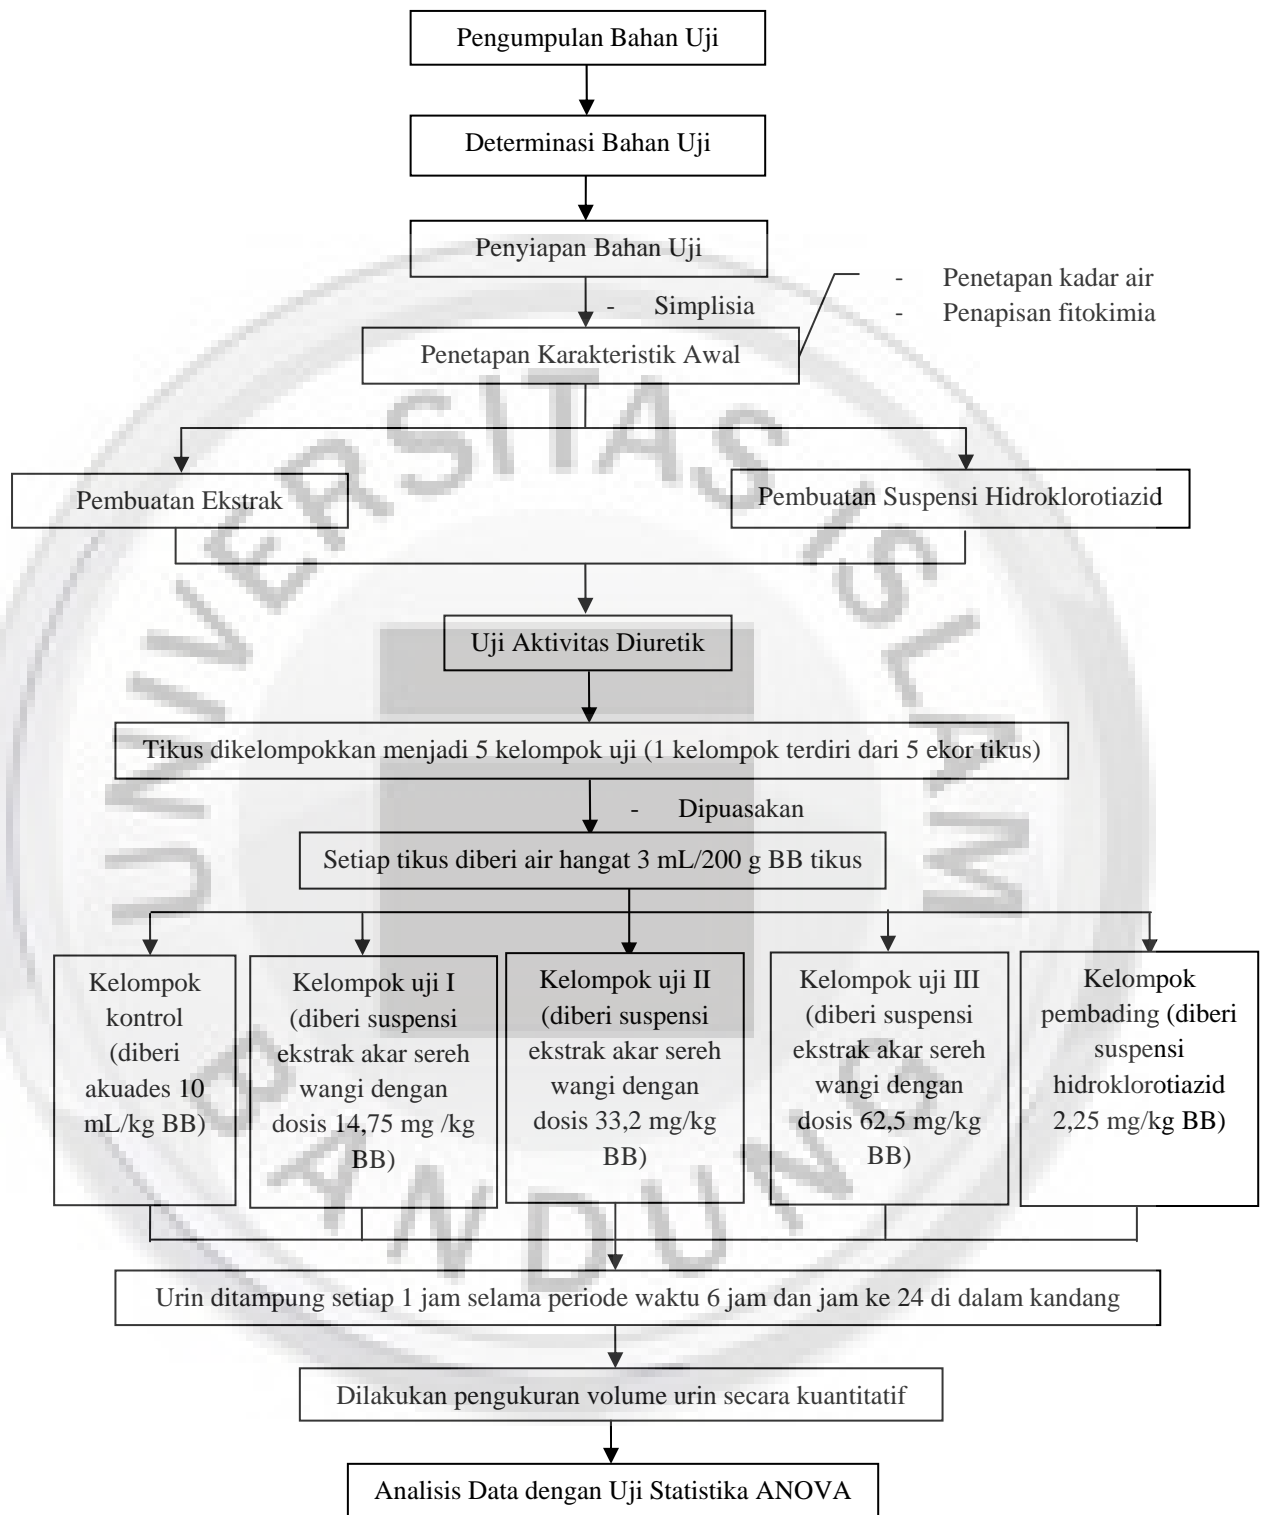 Pengumpulan Bahan Uji
Determinasi Bahan Uji
Penyiapan Bahan Uji
- Simplisia
- Penetapan kadar air
- Penapisan fitokimia
Penetapan Karakteristik Awal
Pembuatan Ekstrak
Pembuatan Suspensi Hidroklorotiazid
Uji Aktivitas Diuretik
Tikus dikelompokkan menjadi 5 kelompok uji (1 kelompok terdiri dari 5 ekor tikus)
- Dipuasakan
Setiap tikus diberi air hangat 3 mL/200 g BB tikus
Kelompok
kontrol
(diberi
akuades 10
mL/kg BB)
Kelompok uji I
(diberi suspensi
ekstrak akar sereh
wangi dengan
dosis 14,75 mg /kg
BB)
Kelompok uji II
(diberi suspensi
ekstrak akar sereh
wangi dengan
dosis 33,2 mg/kg
BB)
Kelompok uji III
(diberi suspensi
ekstrak akar sereh
wangi dengan
dosis 62,5 mg/kg
BB)
Kelompok
pembading (diberi
suspensi
hidroklorotiazid
2,25 mg/kg BB)
Urin ditampung setiap 1 jam selama periode waktu 6 jam dan jam ke 24 di dalam kandang
Dilakukan pengukuran volume urin secara kuantitatif
Analisis Data dengan Uji Statistika ANOVA
UNIVERSITAS ISLAM
BANDUNG